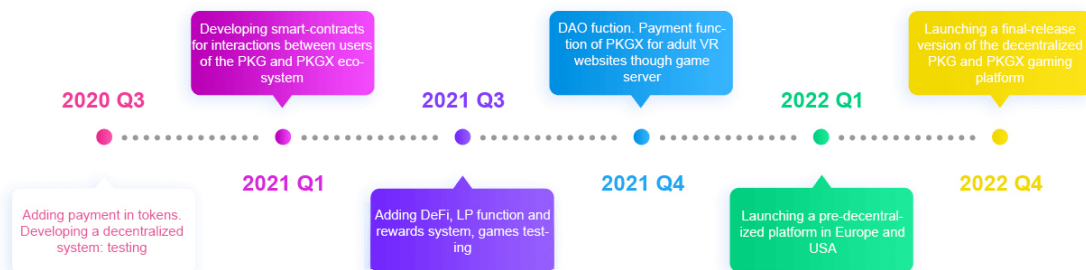 2020 Q3
Adding payment in tokens.
Developing a decentralized
system: testing
Developing smart-contracts
for interactions between users
of the PKG and PKGX eco-
system
2021 Q1
2021 Q3
Adding DeFi, LP function and
rewards system, games test-
ing
DAO fuction. Payment func-
tion of PKGX for adult VR
websites though game
server
2021 Q4
2022 Q1
Launching a pre-decentral-
ized platform in Europe and
USA
Launching a final-release
version of the decentralized
PKG and PKGX gaming
platform
2022 Q4